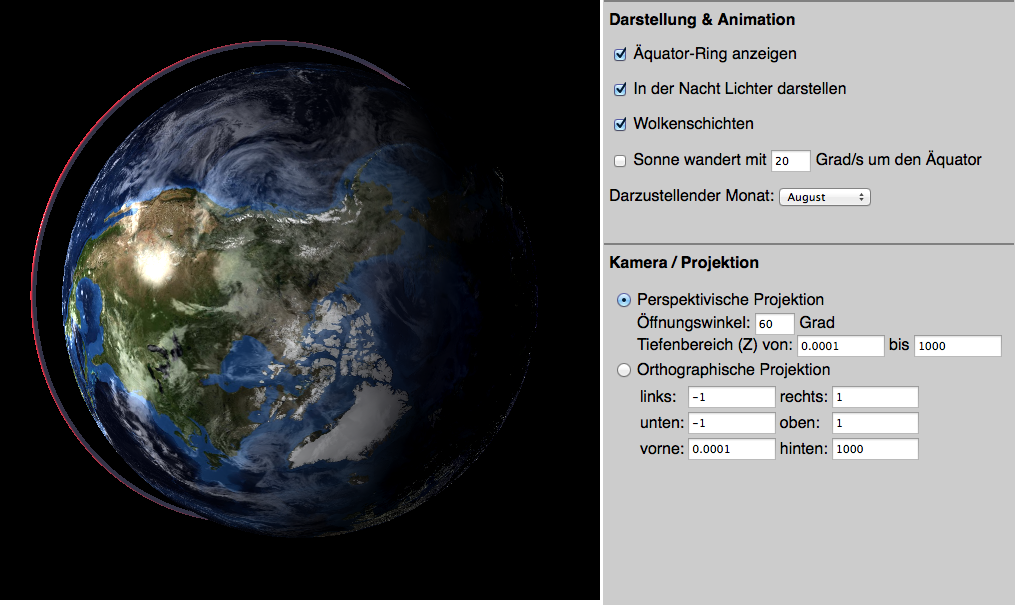 Darstellung & Animation
Äquator-Ring anzeigen
In der Nacht Lichter darstellen
Wolkenschichten
Sonne wandert mit 20 Grad/s um den Äquator
Darzustellender Monat: August
Kamera / Projektion
Perspektivische Projektion
Öffnungswinkel: 60 Grad
Tiefenbereich (Z) von: 0.0001 bis 1000
Orthographische Projektion
links: -1 rechts: 1
unten: -1 oben: 1
vorne: 0.0001 hinten: 1000